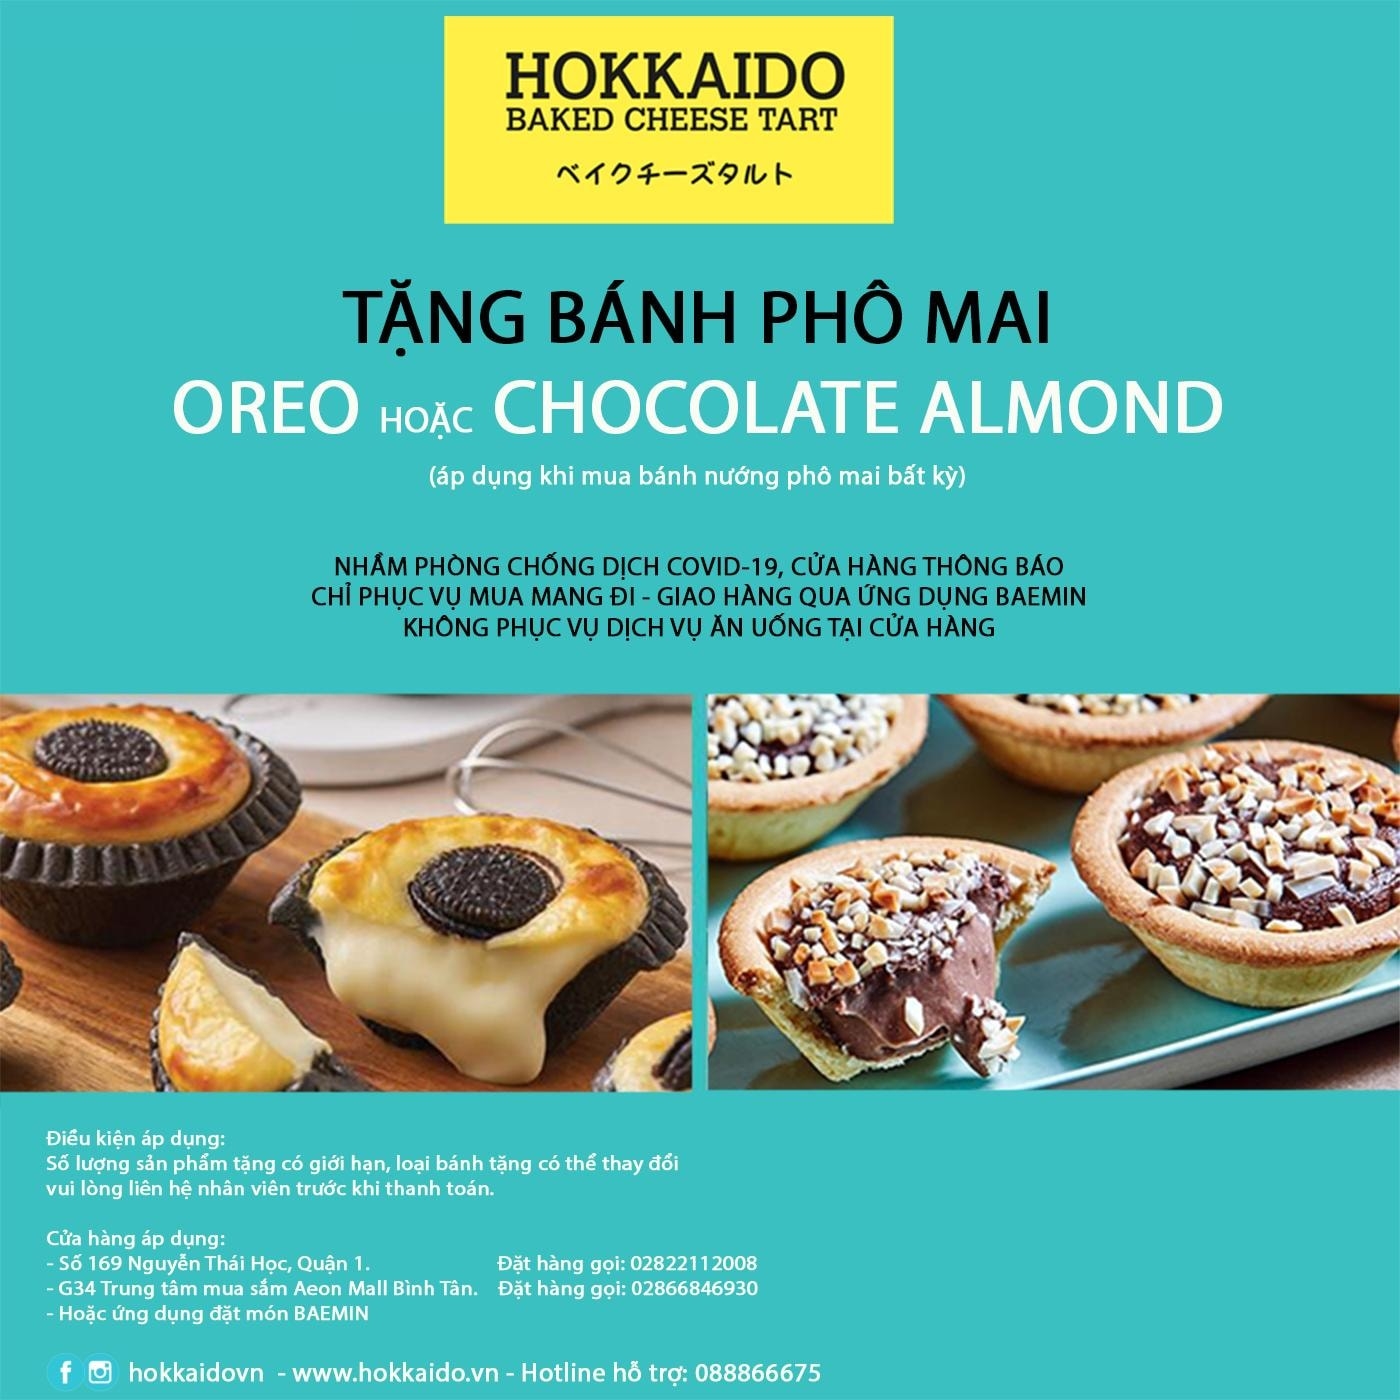 HOKKAIDO
BAKED CHEESE TART
ベイクチーズタルト
TẶNG BÁNH PHÔ MAI
OREO HOẶC CHOCOLATE ALMOND
(áp dụng khi mua bánh nướng phô mai bất kỳ)
NHẦM PHÒNG CHỐNG DỊCH COVID-19, CỬA HÀNG THÔNG BÁO
CHỈ PHỤC VỤ MUA MANG ĐI - GIAO HÀNG QUA ỨNG DỤNG BAEMIN
KHÔNG PHỤC VỤ DỊCH VỤ ĂN UỐNG TẠI CỬA HÀNG
Điều kiện áp dụng:
Số lượng sản phẩm tặng có giới hạn, loại bánh tặng có thể thay đổi
vui lòng liên hệ nhân viên trước khi thanh toán.
Cửa hàng áp dụng:
- Số 169 Nguyễn Thái Học, Quận 1. Đặt hàng gọi: 02822112008
- G34 Trung tâm mua sắm Aeon Mall Bình Tân. Đặt hàng gọi: 02866846930
- Hoặc ứng dụng đặt món BAEMIN
hokkaidovn - www.hokkaido.vn - Hotline hỗ trợ: 088866675